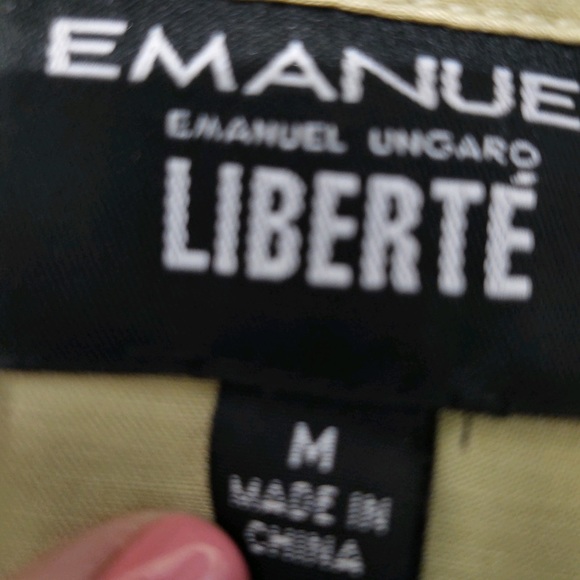 EMANUE
EMANUEL UNGARO
LIBERTÉ
M
MADE IN
CHINA